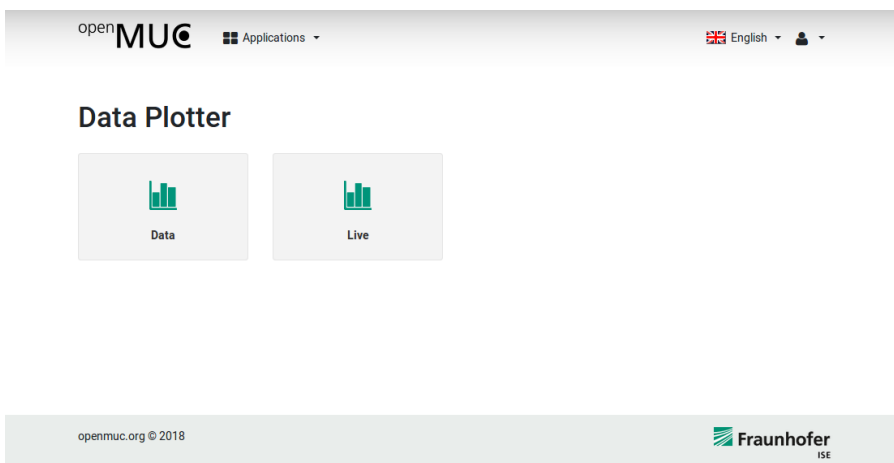 openMUC
Applications
English
Data Plotter
Data
Live
openmuc.org © 2018
Fraunhofer
ISE